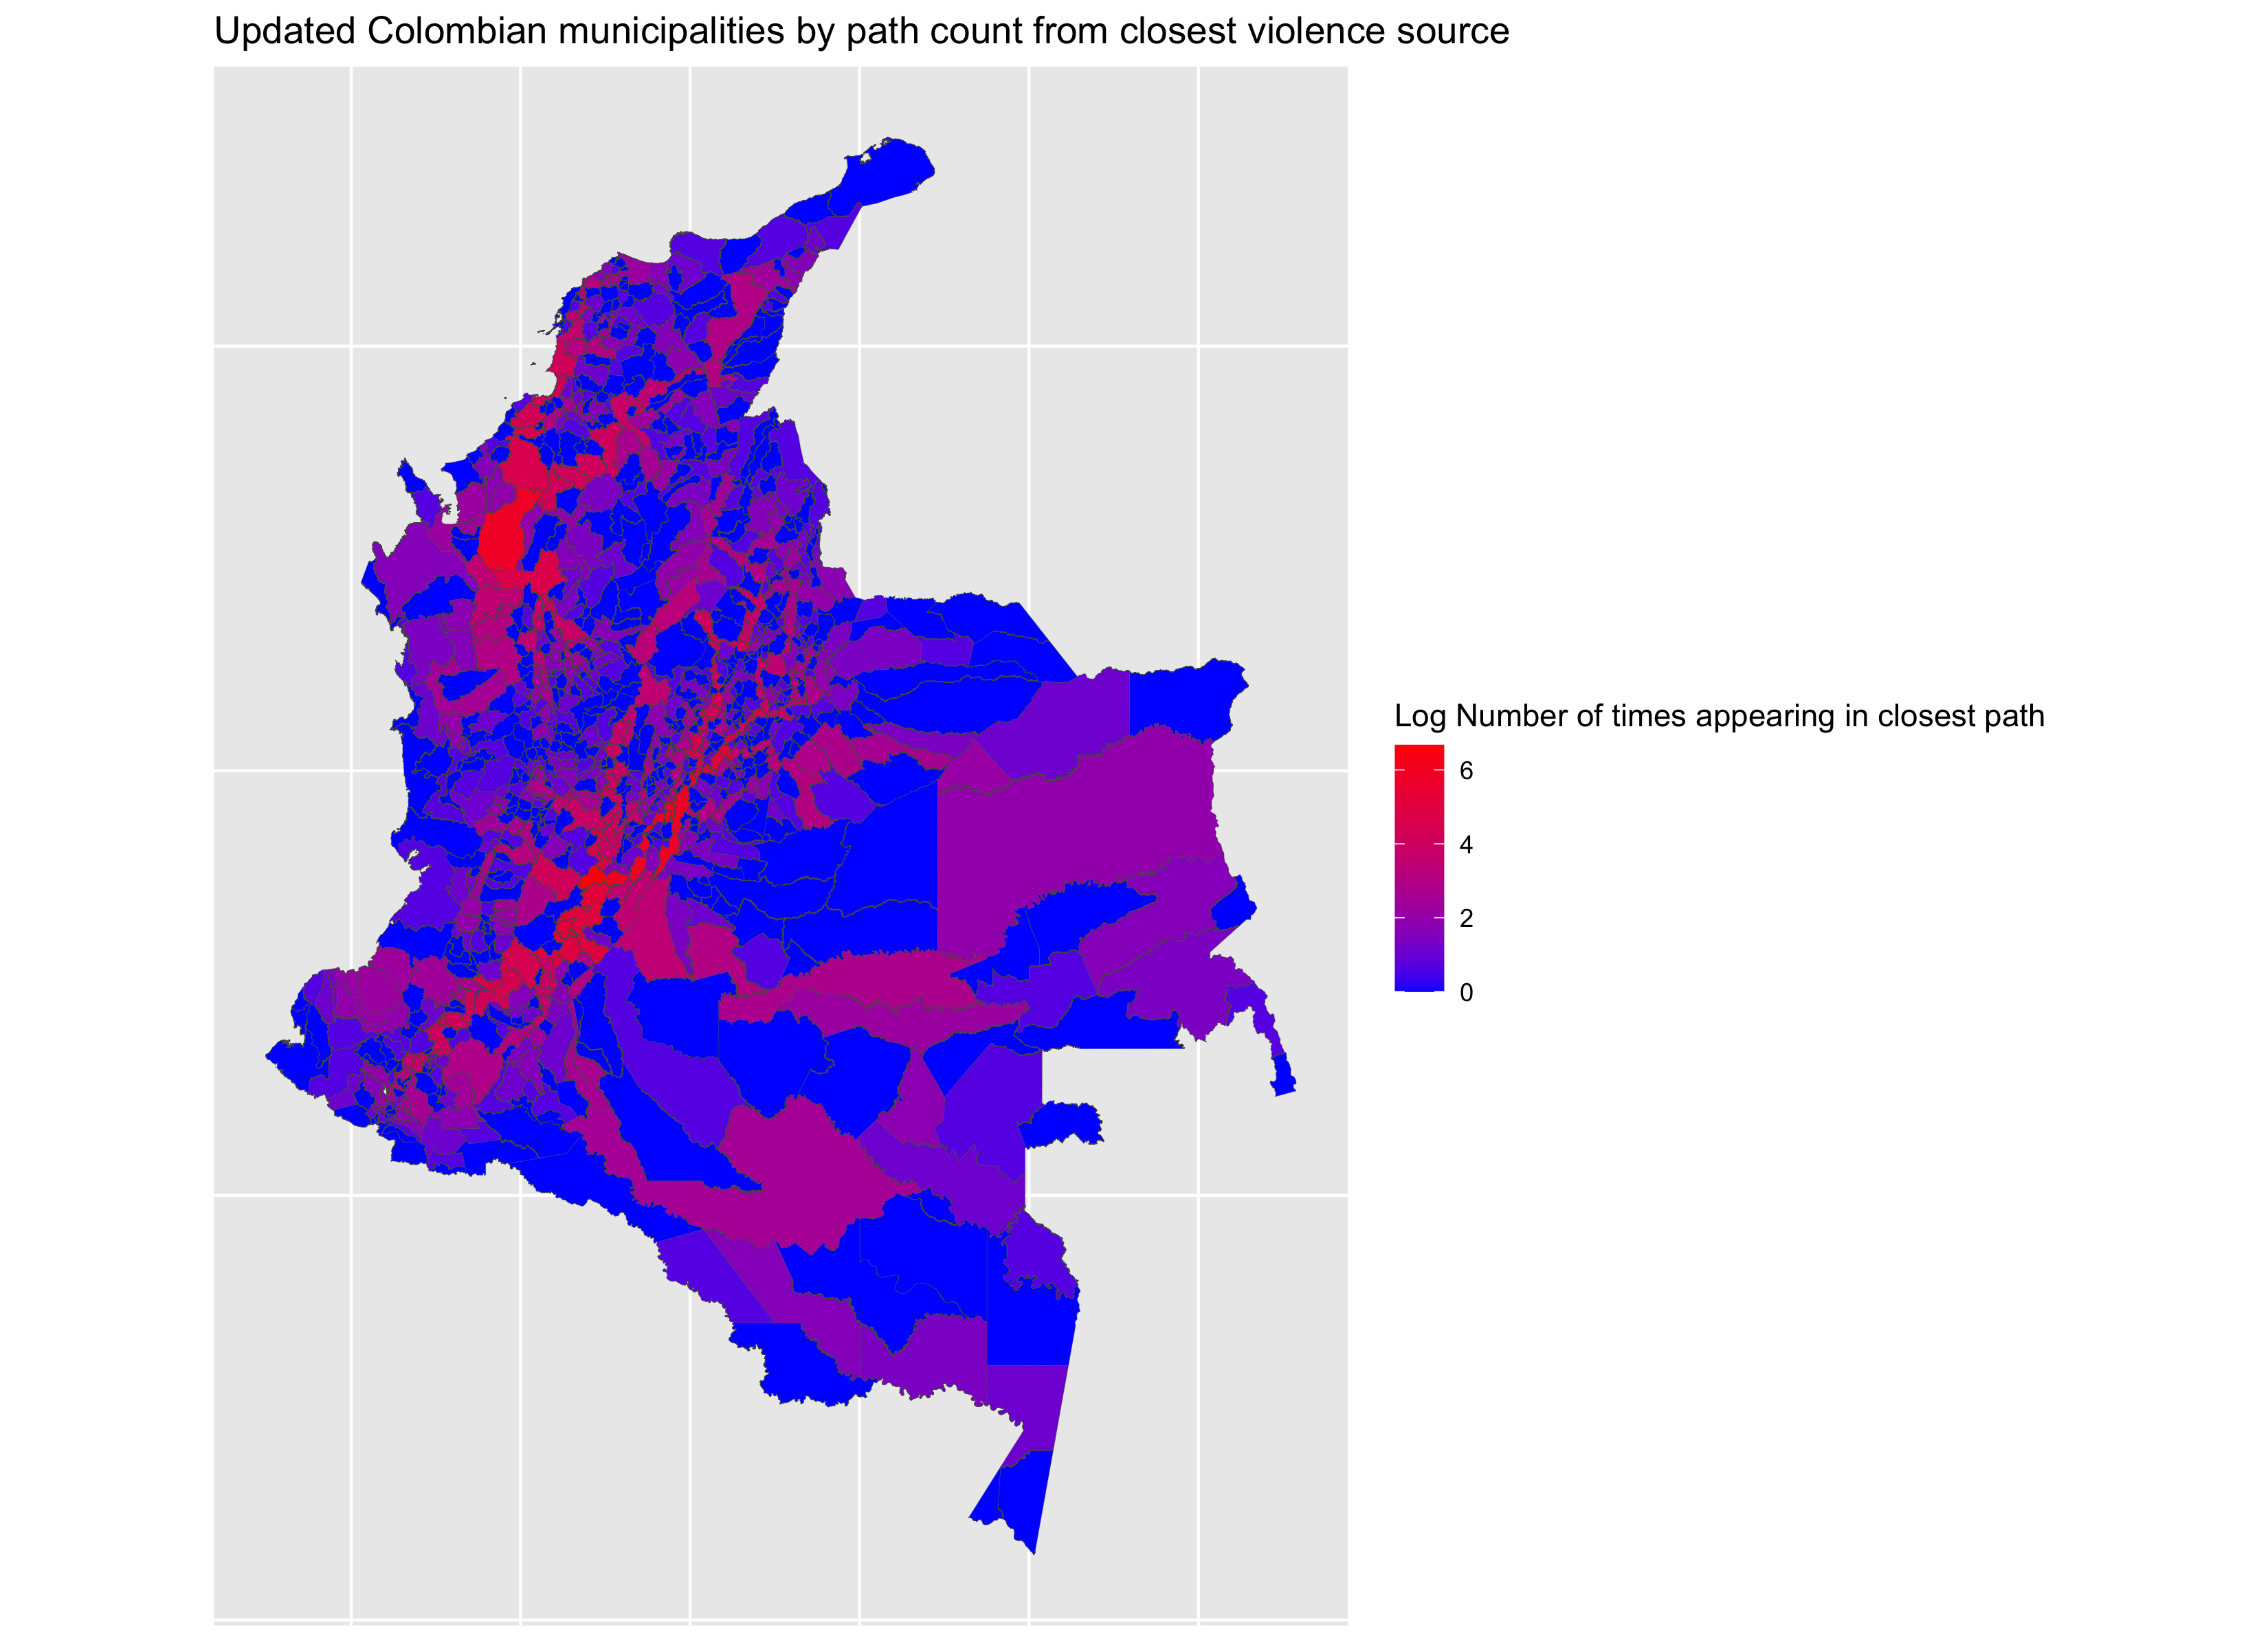 Updated Colombian municipalities by path count from closest violence source
Log Number of times appearing in closest path
6
4
2
0